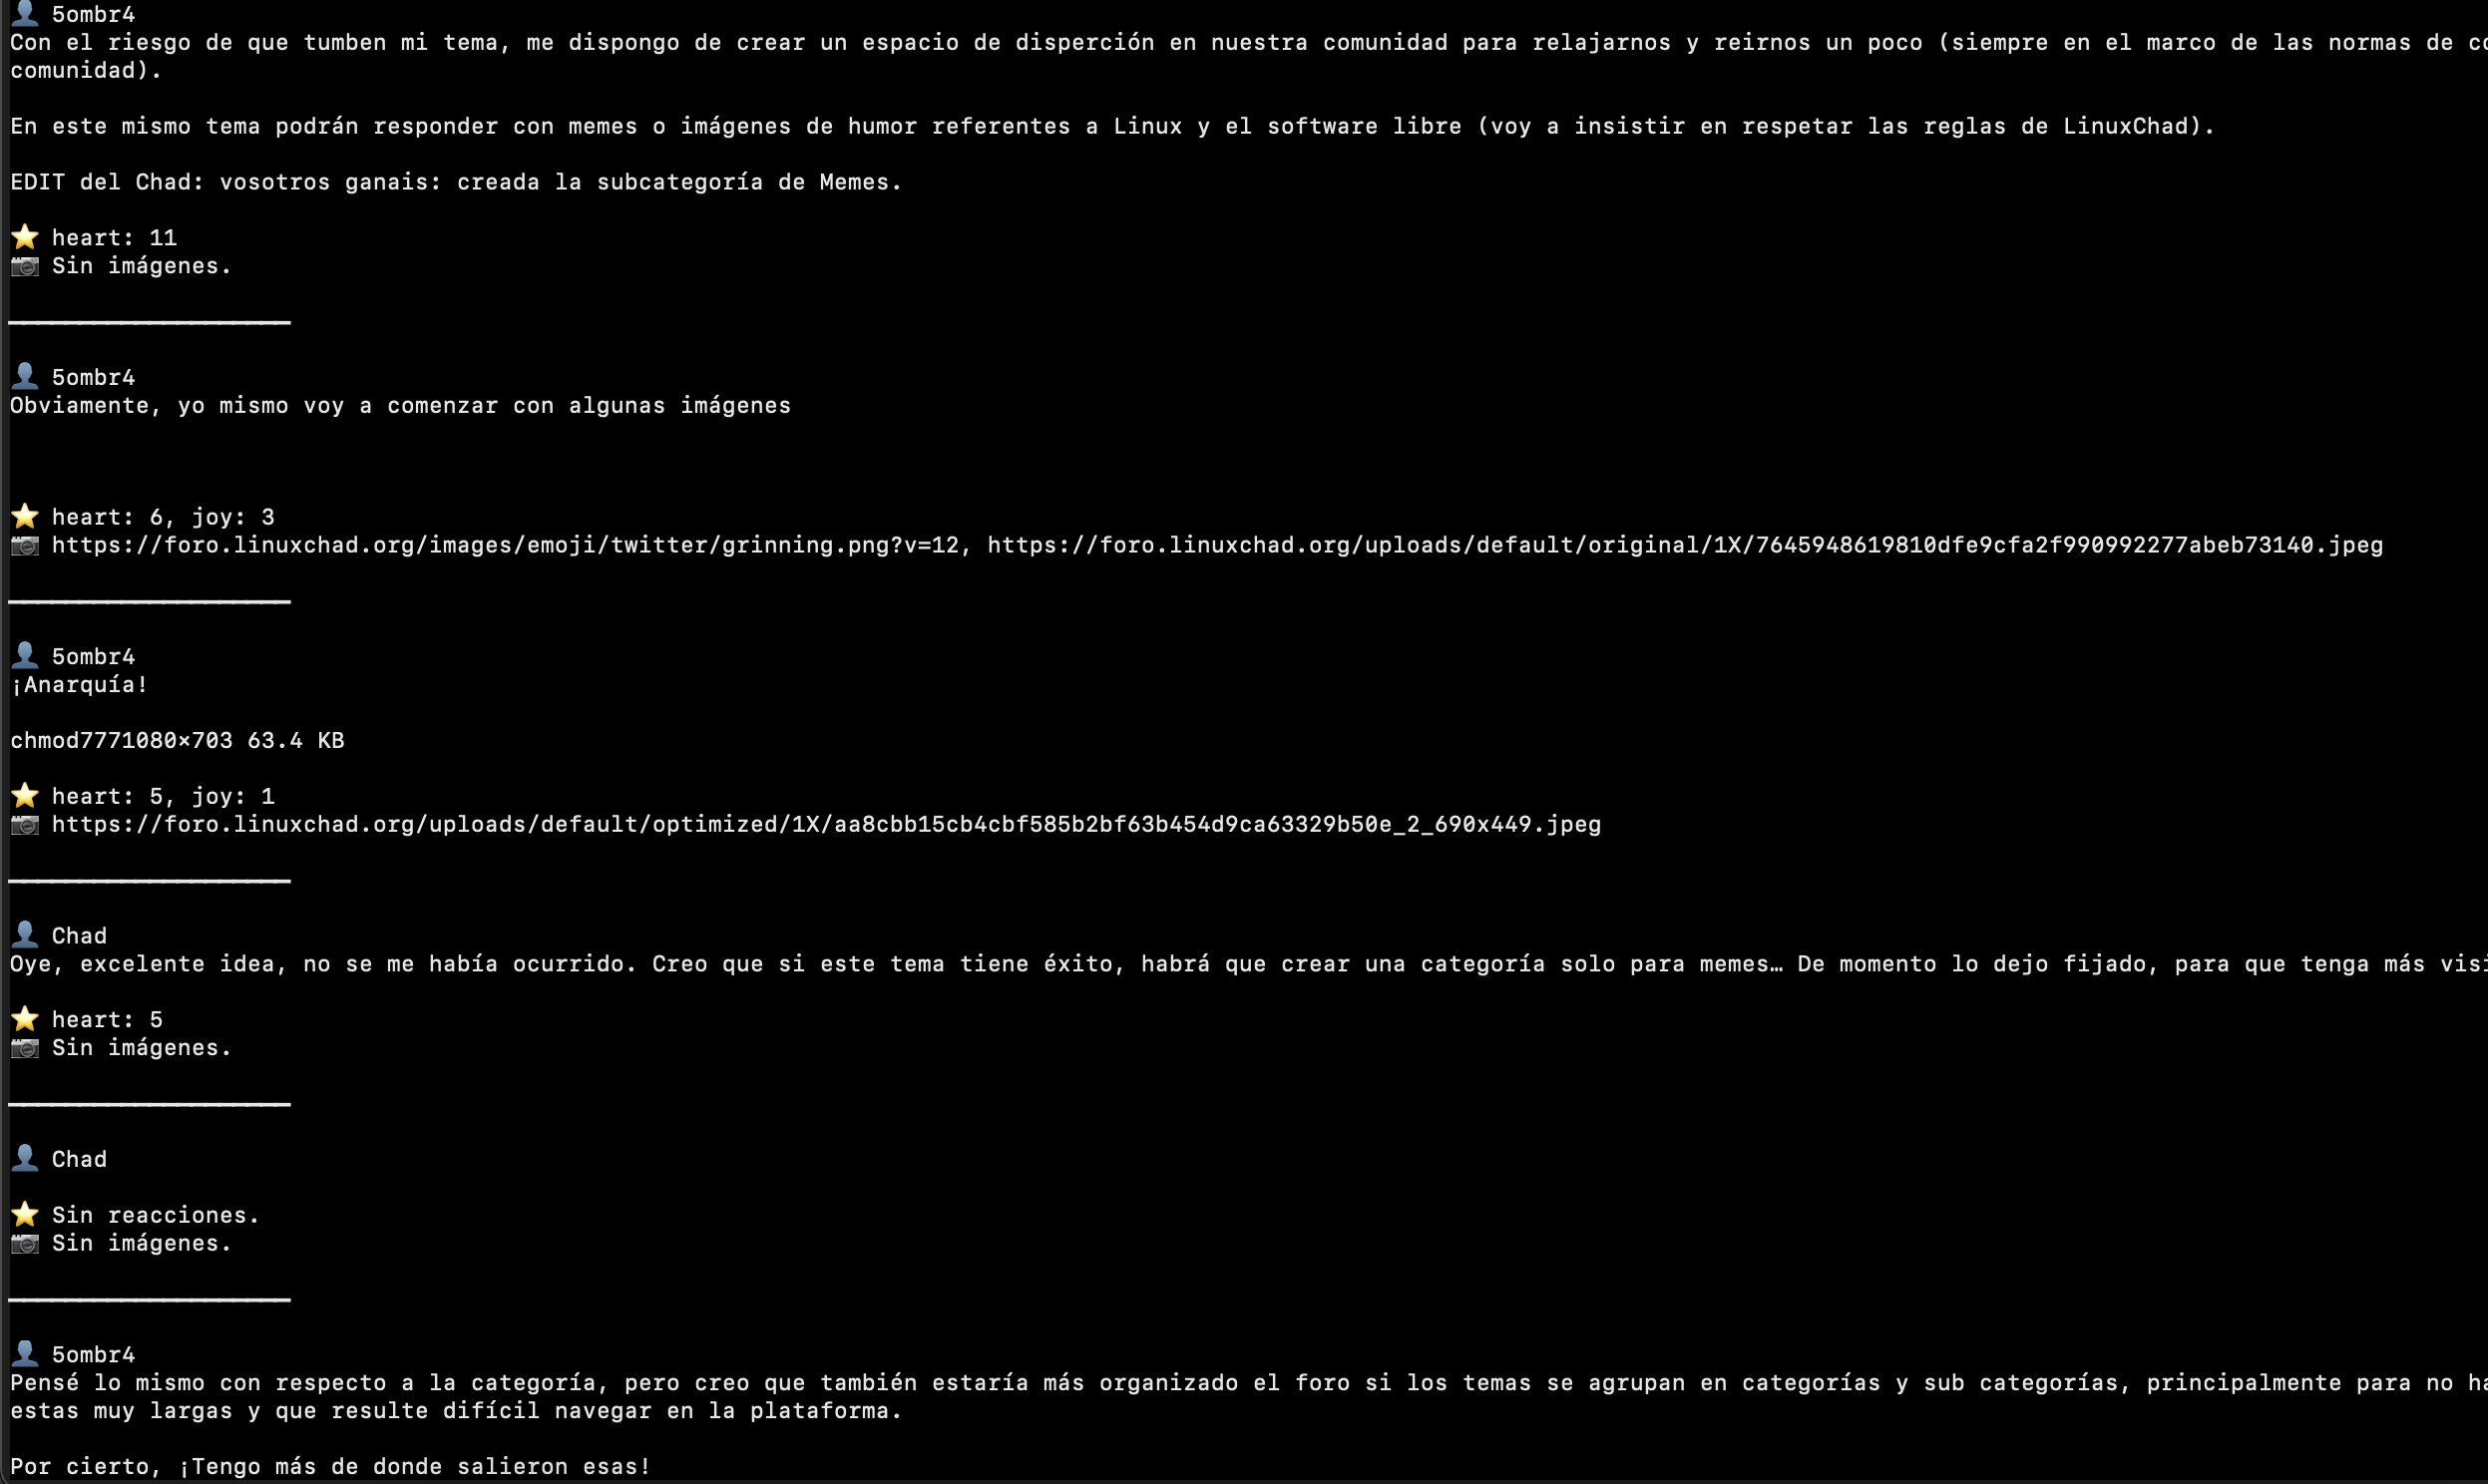 5ombr4
Con el riesgo de que tumben mi tema, me dispongo de crear un espacio de disperción en nuestra comunidad para relajarnos y reirnos un poco (siempre en el marco de las normas de
comunidad).
En este mismo tema podrán responder con memes o imágenes de humor referentes a Linux y el software libre (voy a insistir en respetar las reglas de LinuxChad).
EDIT del Chad: vosotros ganais: creada la subcategoría de Memes.
heart: 11
Sin imágenes.
5ombr4
Obviamente, yo mismo voy a comenzar con algunas imágenes
heart: 6, joy: 3
https://foro.linuxchad.org/images/emoji/twitter/grinning.png?v=12, https://foro.linuxchad.org/uploads/default/original/1X/7645948619810dfe9cfa2f990992277abeb73140.jpeg
5ombr4
¡Anarquía!
chmod7771080×703 63.4 KB
heart: 5, joy: 1
https://foro.linuxchad.org/uploads/default/optimized/1X/aa8cbb15cb4cbf585b2bf63b454d9ca63329b50e_2_690x449.jpeg
Chad
Oye, excelente idea, no se me había ocurrido. Creo que si este tema tiene éxito, habrá que crear una categoría solo para memes… De momento lo dejo fijado, para que tenga más
heart: 5
Sin imágenes.
Chad
Sin reacciones.
Sin imágenes.
5ombr4
Pensé lo mismo con respecto a la categoría, pero creo que también estaría más organizado el foro si los temas se agrupan en categorías y sub categorías, principalmente para no
estas muy largas y que resulte difícil navegar en la plataforma.
Por cierto, ¡Tengo más de donde salieron esas!